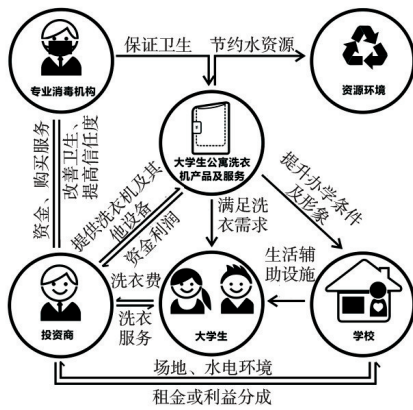 保证卫生
节约水资源
专业消毒机构
资源环境
资金、购买服务
改善卫生、
提高信任度
大学生公寓洗衣
机产品及服务
提供洗衣机及其
他设备
资金利润
满足洗
衣需求
提升办学条件
及形象
洗衣费
洗衣
服务
生活辅
助设施
投资商
大学生
学校
场地、水电环境
租金或利益分成